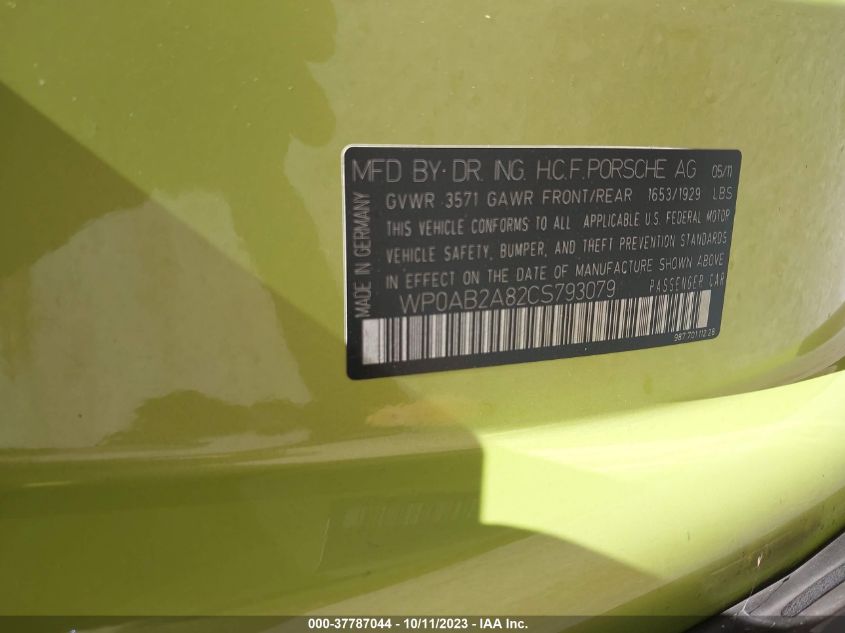 MFD BY· DR. ING. H.C.F. PORSCHE AG 05/11
GVWR 3571 GAWR FRONT/REAR 1653/1929 LBS
THIS VEHICLE CONFORMS TO ALL APPLICABLE U.S. FEDERAL MOTOR
VEHICLE SAFETY, BUMPER, AND THEFT PREVENTION STANDARDS
IN EFFECT ON THE DATE OF MANUFACTURE SHOWN ABOVE
WP0AB2A82CS793079 PASSENGER CAR
MADE IN GERMANY
987 701 112 28
000-37787044 - 10/11/2023 - IAA Inc.